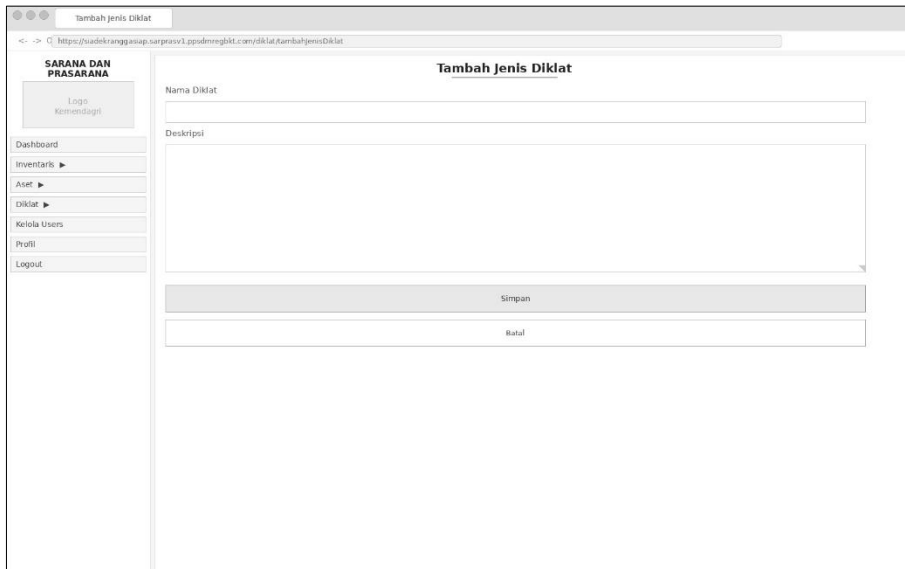 Tambah Jenis Diklat
<- -> C https://siadekranggasiap.sarprasv1.ppsdmregbkt.com/diklat/tambahJenisDiklat
SARANA DAN
PRASARANA
Logo
Kemendagri
Dashboard
Inventaris ▶
Aset ▶
Diklat ▶
Kelola Users
Profil
Logout
Tambah Jenis Diklat
Nama Diklat
Deskripsi
Simpan
Batal